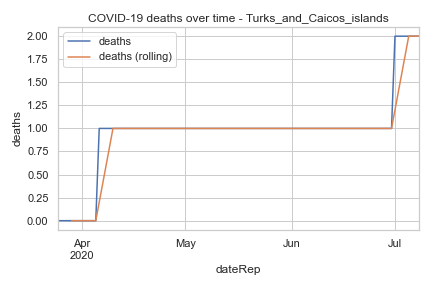 COVID-19 deaths over time - Turks_and_Caicos_islands
deaths
deaths (rolling)
2.00
1.75
1.50
1.25
1.00
0.75
0.50
0.25
0.00
deaths
Apr
2020
May
Jun
Jul
dateRep